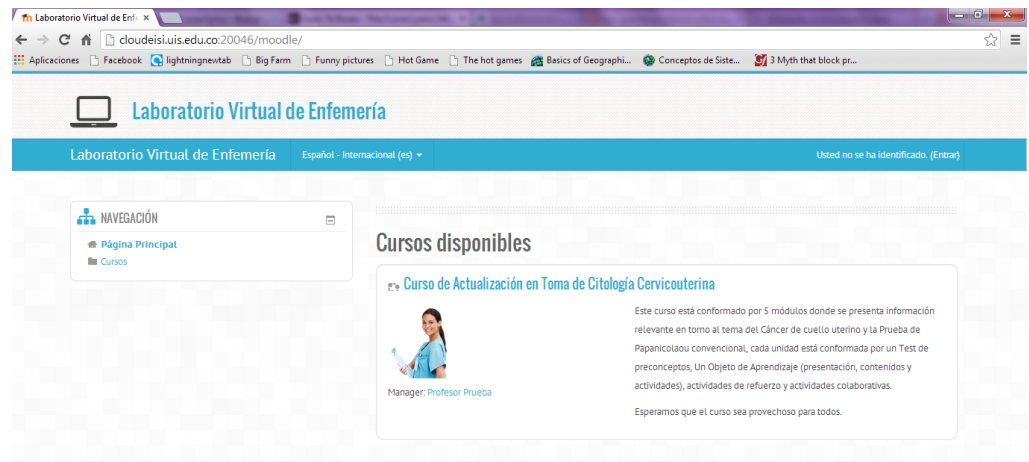 Laboratorio Virtual de Enf
cloudeisi.uis.edu.co:20046/moodle/
Aplicaciones Facebook lightningnewtab Big Farm Funny pictures Hot Game The hot games Basics of Geographi... Conceptos de Siste... Gf 3 Myth that block pr...
Laboratorio Virtual de Enfemería
Laboratorio Virtual de Enfemería Español - Internacional (es) Usted no se ha identificado. (Entrar)
NAVEGACIÓN
Página Principal
Cursos
Cursos disponibles
Curso de Actualización en Toma de Citología Cervicouterina
Este curso está conformado por 5 módulos donde se presenta información
relevante en torno al tema del Cáncer de cuello uterino y la Prueba de
Papanicolaou convencional, cada unidad está conformada por un Test de
preconceptos, Un Objeto de Aprendizaje (presentación, contenidos y
actividades), actividades de refuerzo y actividades colaborativas.
Esperamos que el curso sea provechoso para todos.
Manager: Profesor Prueba